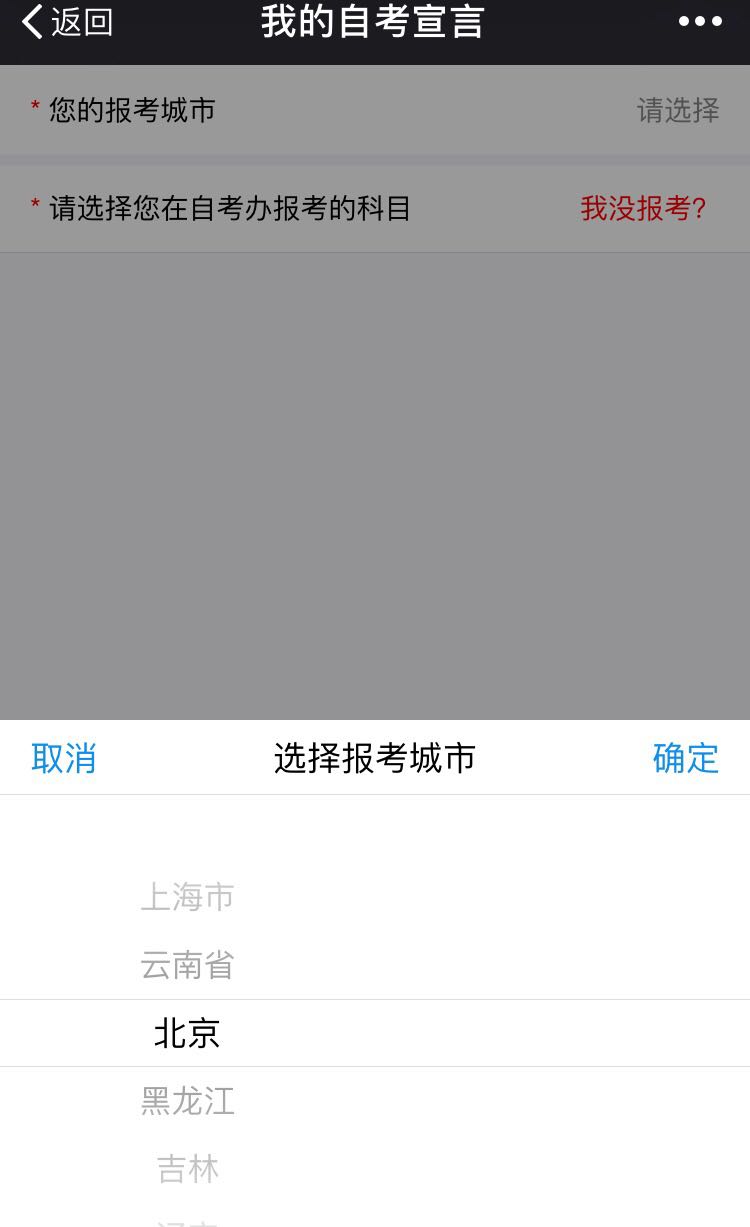 返回 我的自考宣言
* 您的报考城市 请选择
* 请选择您在自考办报考的科目 我没报考?
取消 选择报考城市 确定
上海市
云南省
北京
黑龙江
吉林